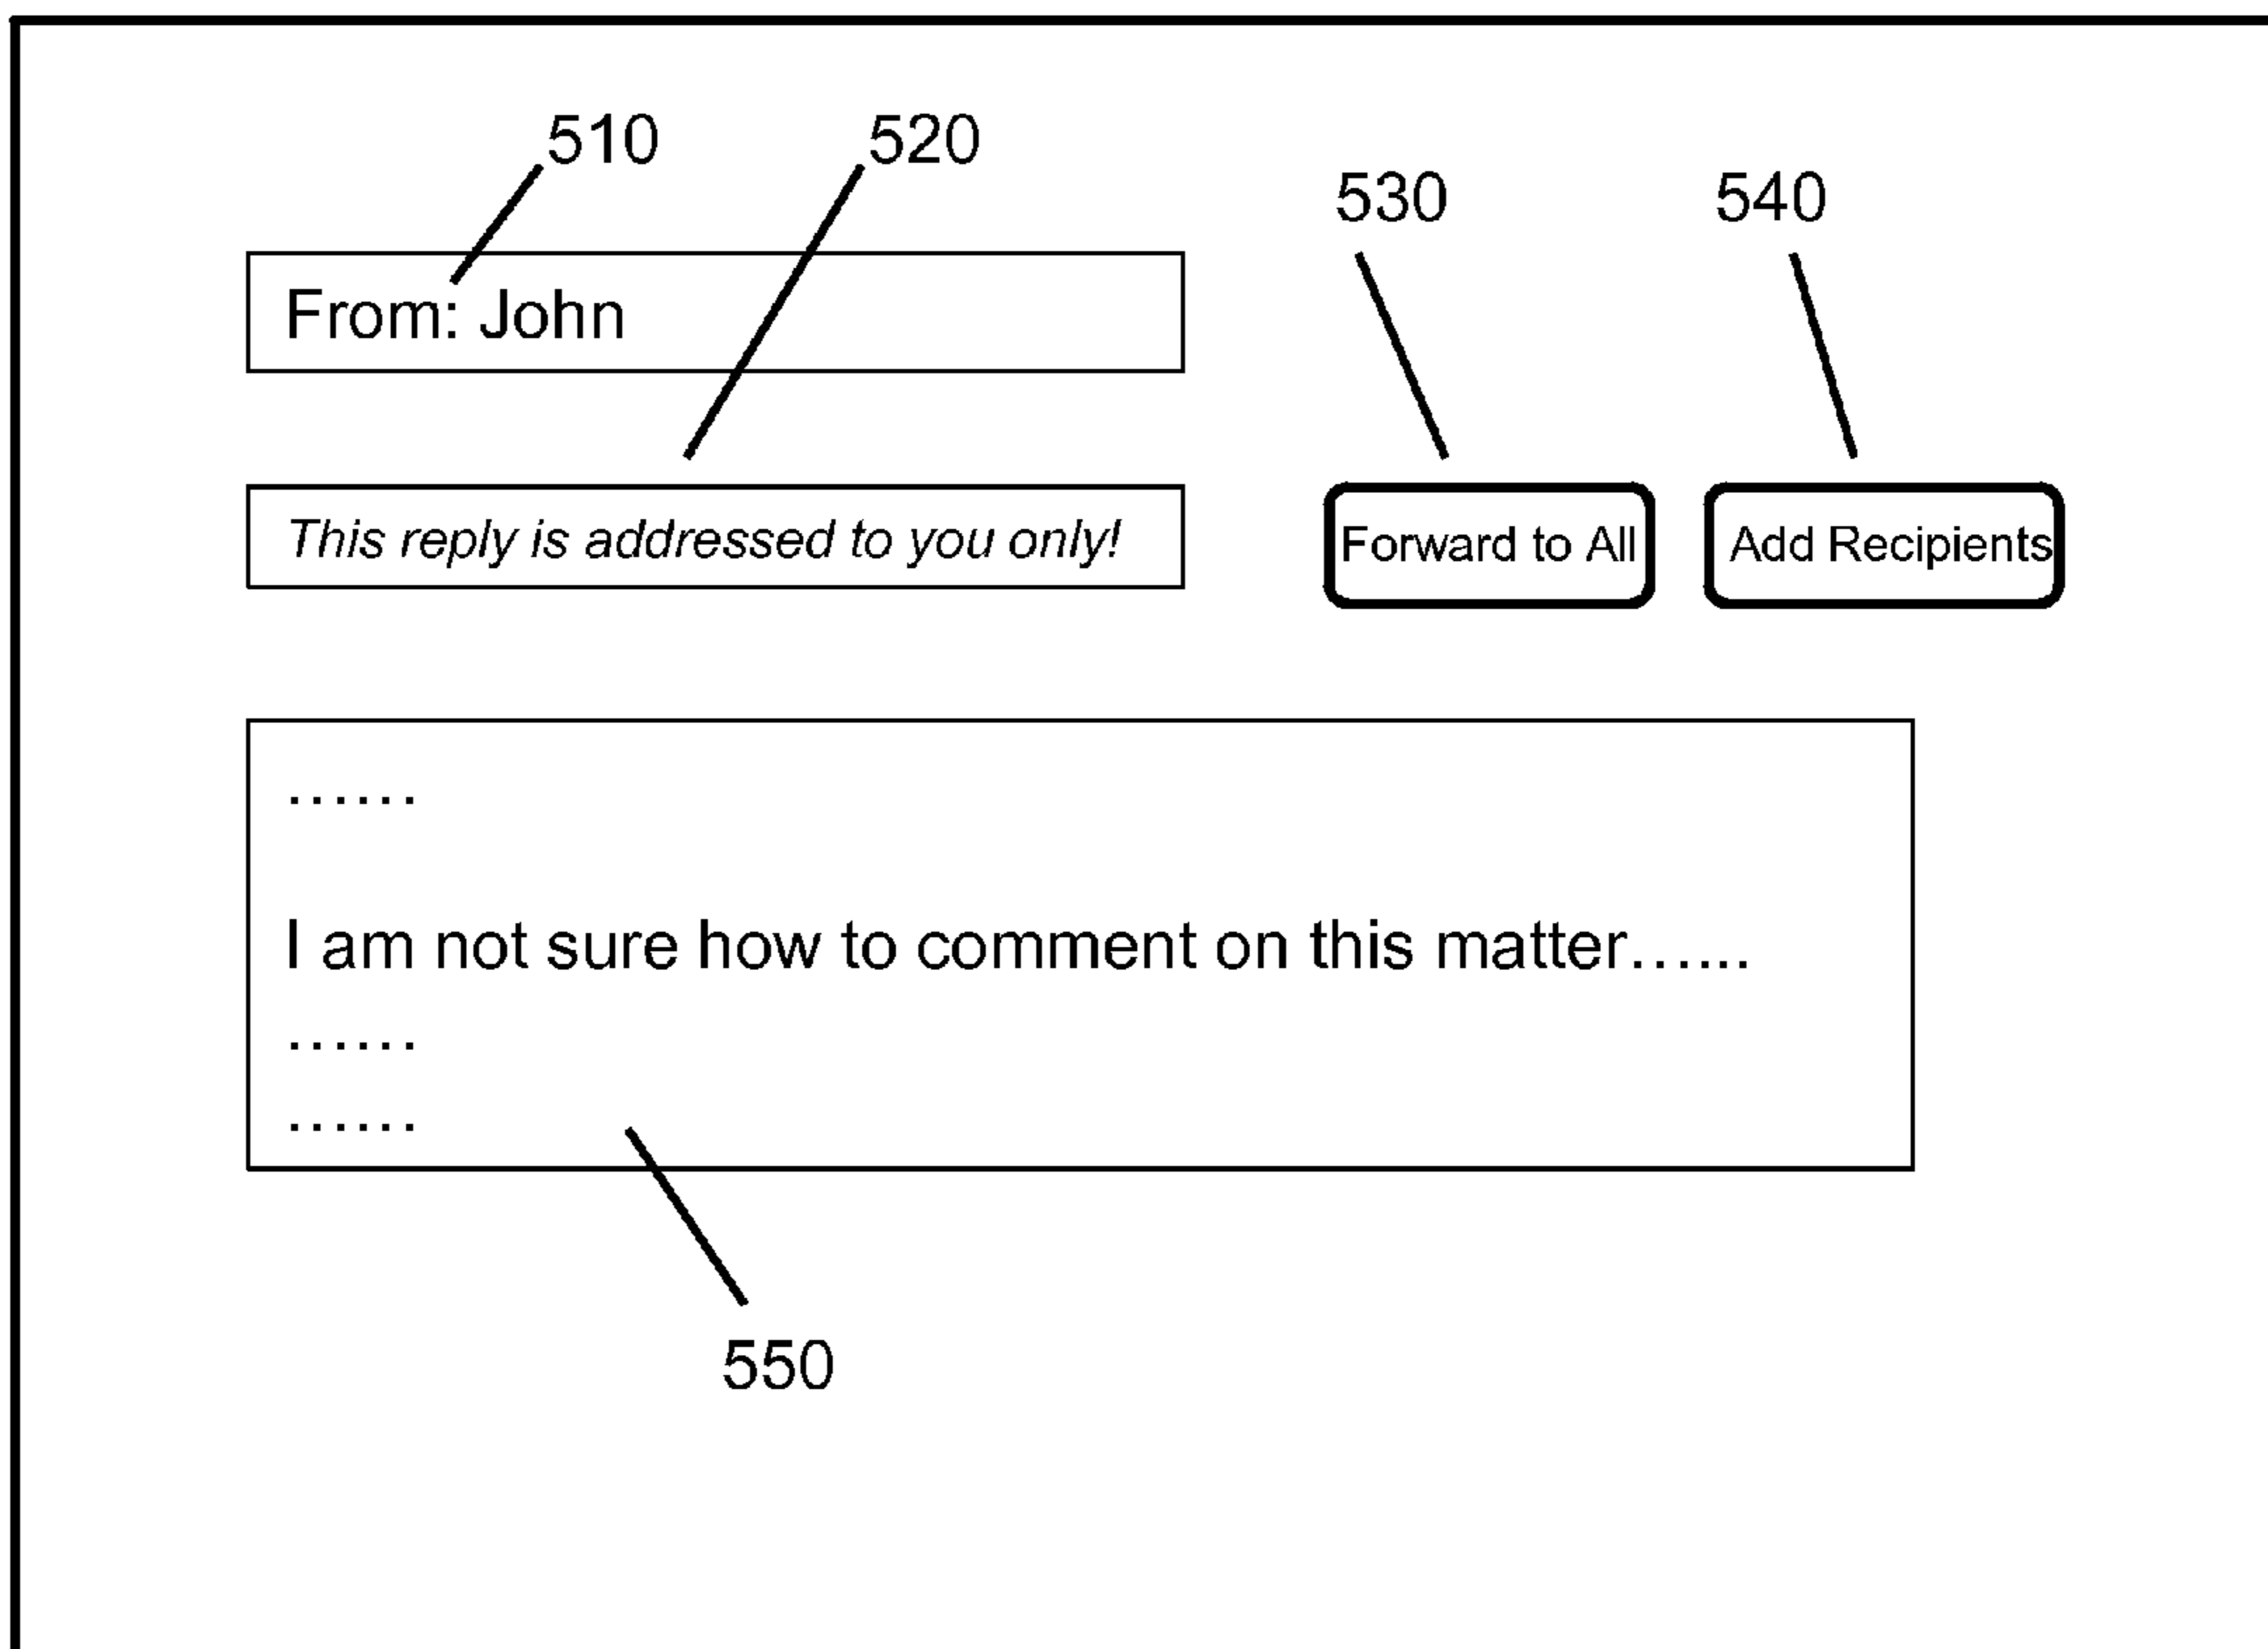 510
520
530
540
From: John
This reply is addressed to you only!
Forward to All
Add Recipients
......
I am not sure how to comment on this matter......
......
......
550